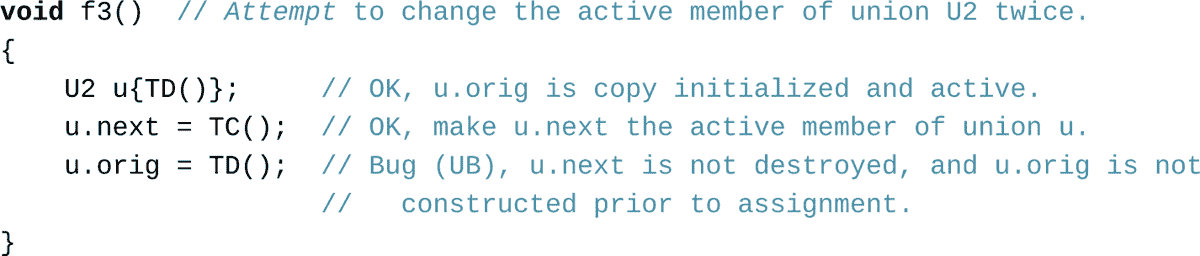 void f3()  // Attempt to change the active member of union U2 twice.
{
    U2 u{TD()};     // OK, u.orig is copy initialized and active.
    u.next = TC();  // OK, make u.next the active member of union u.
    u.orig = TD();  // Bug (UB), u.next is not destroyed, and u.orig is not
                    //   constructed prior to assignment.
}